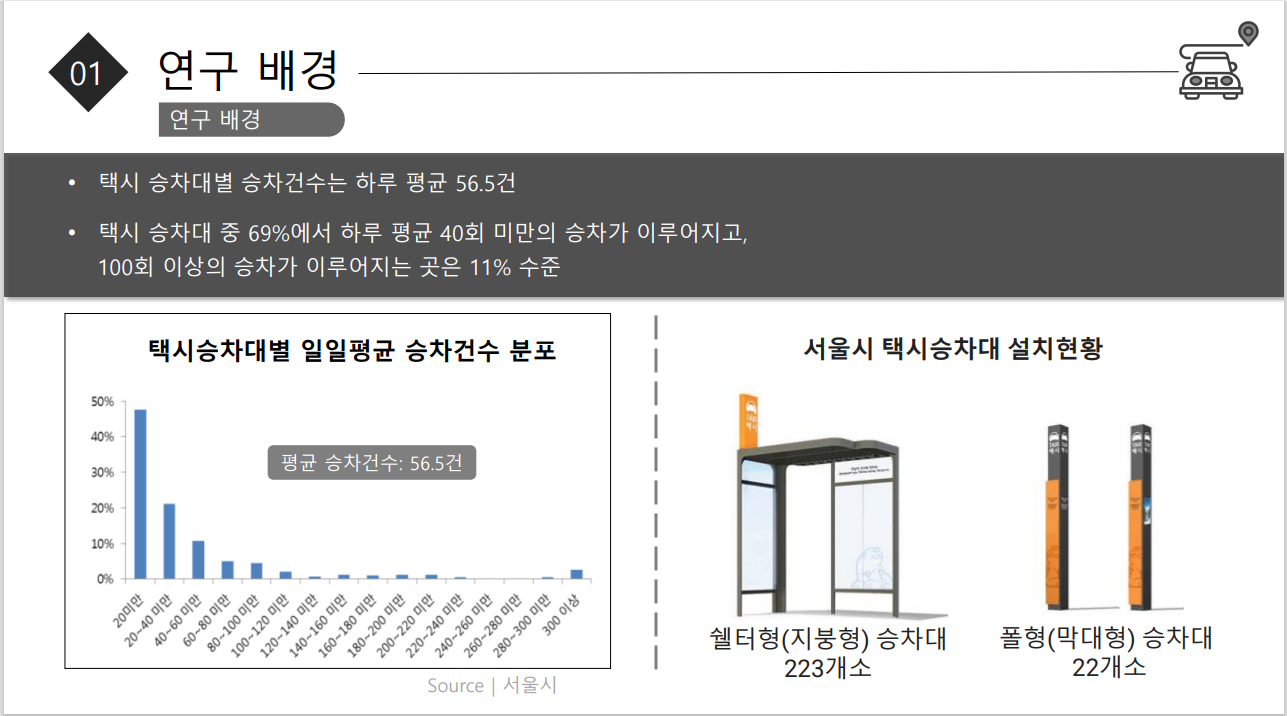 01
연구 배경
연구 배경
• 택시 승차대별 승차건수는 하루 평균 56.5건
• 택시 승차대 중 69%에서 하루 평균 40회 미만의 승차가 이루어지고,
100회 이상의 승차가 이루어지는 곳은 11% 수준
택시승차대별 일일평균 승차건수 분포
50%
40%
30%
20%
10%
0%
평균 승차건수: 56.5건
20미만
20~40 미만
40~60 미만
60~80 미만
80~100 미만
100~120 미만
120~140 미만
140~160 미만
160~180 미만
180~200 미만
200~220 미만
220~240 미만
240~260 미만
260~280 미만
280~300 미만
300 이상
Source | 서울시
서울시 택시승차대 설치현황
TAXI
택시
쉘터형(지붕형) 승차대
223개소
TAXI
택시
TAXI
택시
폴형(막대형) 승차대
22개소